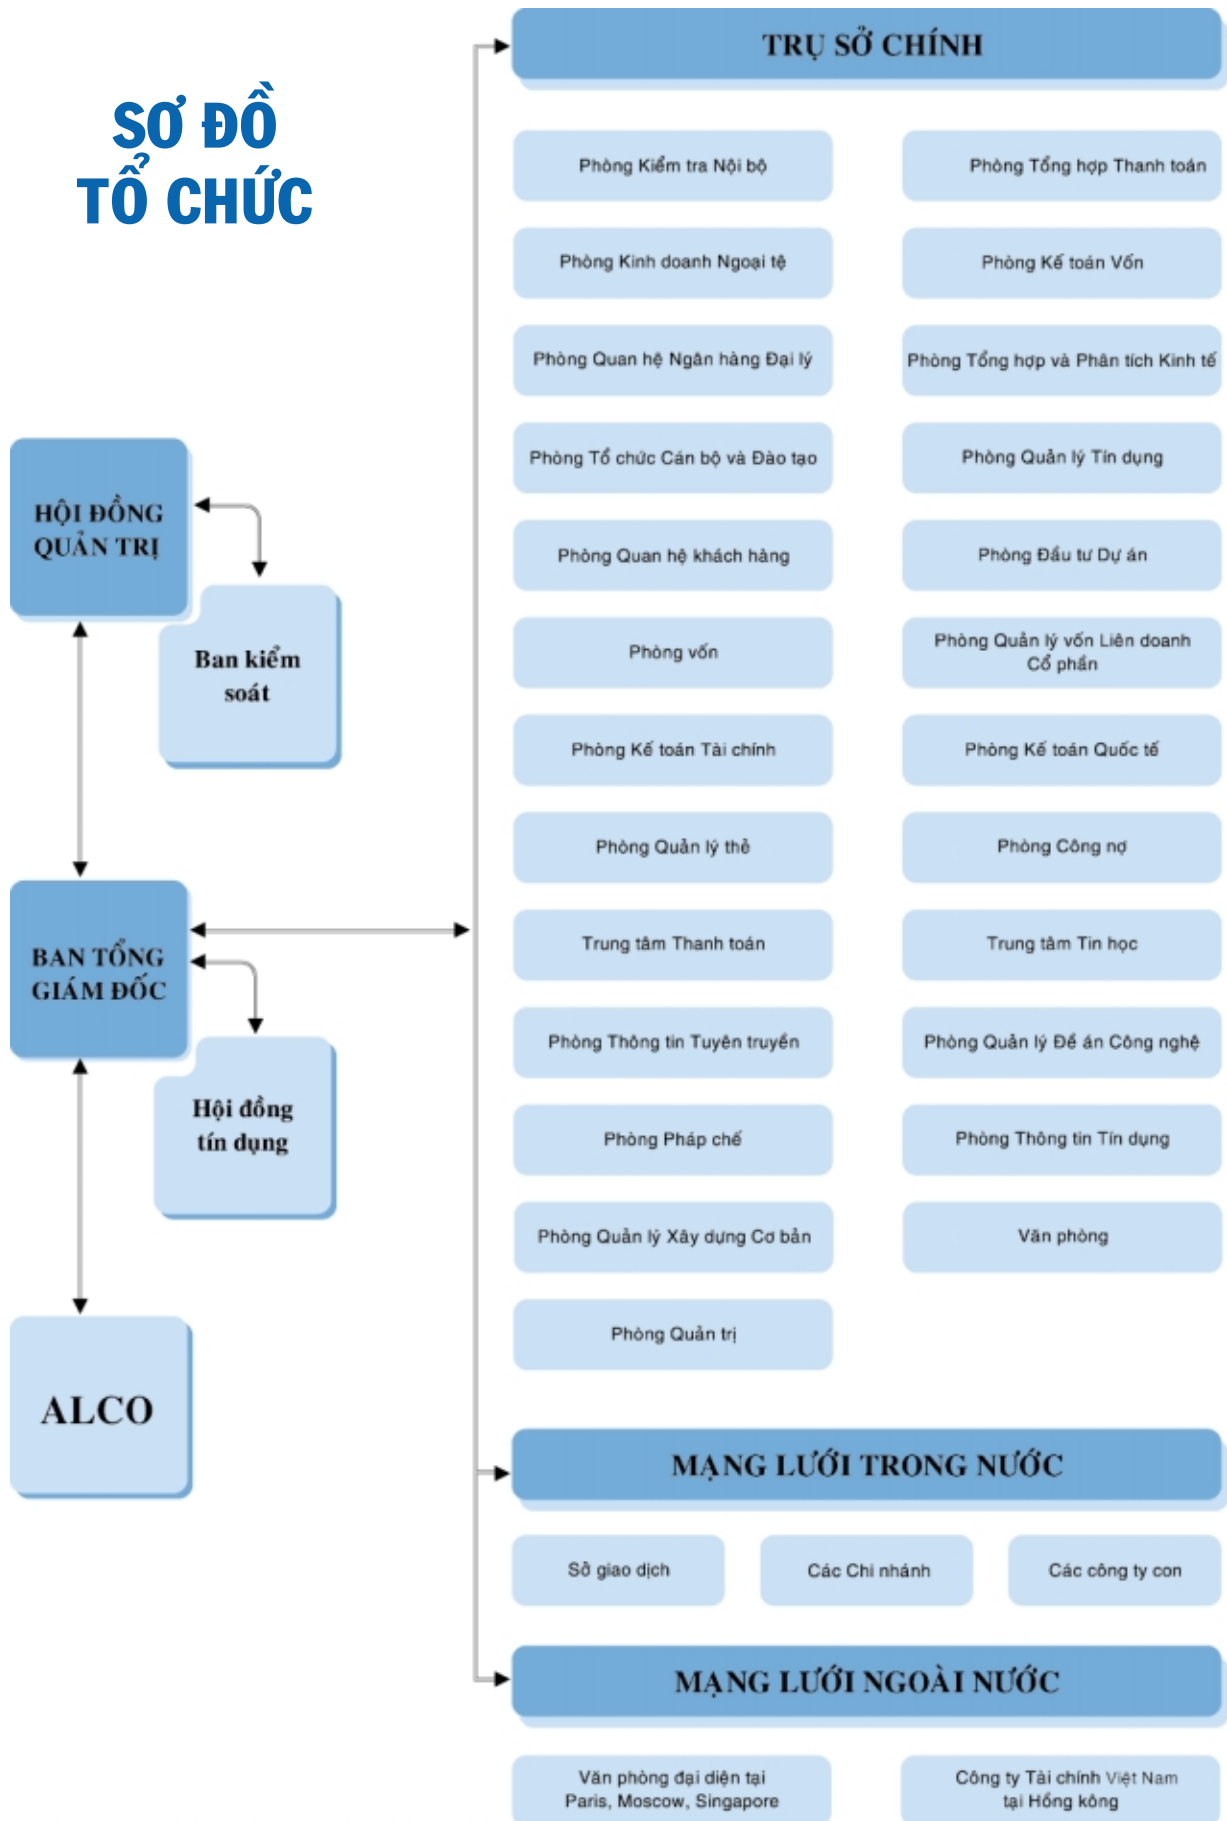 SƠ ĐỒ
TỔ CHỨC
HỘI ĐỒNG
QUẢN TRỊ
Ban kiểm
soát
BAN TỔNG
GIÁM ĐỐC
Hội đồng
tín dụng
ALCO
TRỤ SỞ CHÍNH
Phòng Kiểm tra Nội bộ
Phòng Tổng hợp Thanh toán
Phòng Kinh doanh Ngoại tệ
Phòng Kế toán Vốn
Phòng Quan hệ Ngân hàng Đại lý
Phòng Tổng hợp và Phân tích Kinh tế
Phòng Tổ chức Cán bộ và Đào tạo
Phòng Quản lý Tín dụng
Phòng Quan hệ khách hàng
Phòng Đầu tư Dự án
Phòng vốn
Phòng Quản lý vốn Liên doanh
Cổ phần
Phòng Kế toán Tài chính
Phòng Kế toán Quốc tế
Phòng Quản lý thẻ
Phòng Công nợ
Trung tâm Thanh toán
Trung tâm Tin học
Phòng Thông tin Tuyên truyền
Phòng Quản lý Đề án Công nghệ
Phòng Pháp chế
Phòng Thông tin Tín dụng
Phòng Quản lý Xây dựng Cơ bản
Văn phòng
Phòng Quản trị
MẠNG LƯỚI TRONG NƯỚC
Sở giao dịch
Các Chi nhánh
Các công ty con
MẠNG LƯỚI NGOÀI NƯỚC
Văn phòng đại diện tại
Paris, Moscow, Singapore
Công ty Tài chính Việt Nam
tại Hồng kông